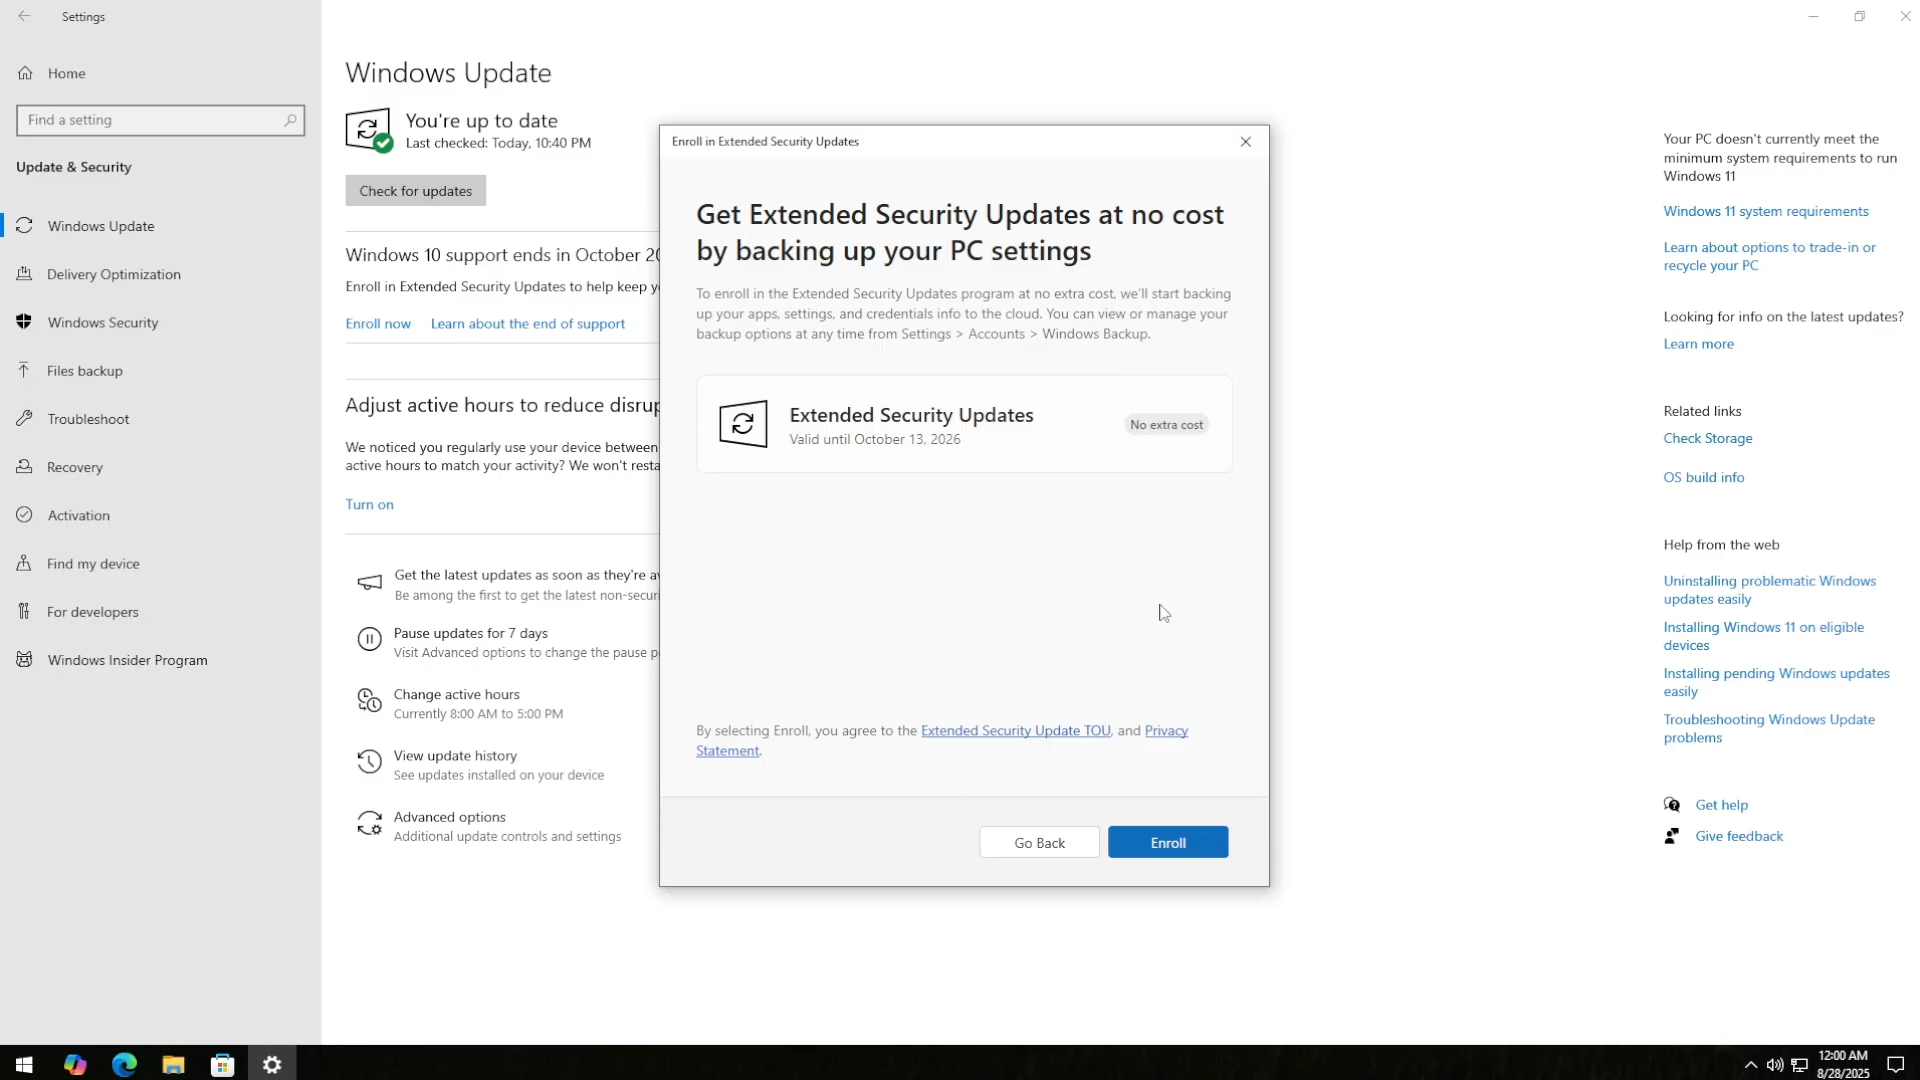 Settings
Home
Find a setting
Update & Security
Windows Update
Delivery Optimization
Windows Security
Files backup
Troubleshoot
Recovery
Activation
Find my device
For developers
Windows Insider Program
Windows Update
You're up to date
Last checked: Today, 10:40 PM
Check for updates
Windows 10 support ends in October 20
Enroll in Extended Security Updates to help keep
Enroll now Learn about the end of support
Adjust active hours to reduce
We noticed you regularly use your device between
active hours to match your activity? We won't
Turn on
Get the latest updates as soon as they're
Be among the first to get the latest
Pause updates for 7 days
Visit Advanced options to change the pause
Change active hours
Currently 8:00 AM to 5:00 PM
View update history
See updates installed on your device
Advanced options
Additional update controls and settings
Enroll in Extended Security Updates
Get Extended Security Updates at no cost
by backing up your PC settings
To enroll in the Extended Security Updates program at no extra cost, we'll start backing
up your apps, settings, and credentials info to the cloud. You can view or manage your
backup options at any time from Settings > Accounts > Windows Backup.
Extended Security Updates
Valid until October 13, 2026
No extra cost
By selecting Enroll, you agree to the Extended Security Update TOU, and Privacy
Statement.
Go Back
Enroll
Your PC doesn't currently meet the
minimum system requirements to run
Windows 11
Windows 11 system requirements
Learn about options to trade-in or
recycle your PC
Looking for info on the latest updates?
Learn more
Related links
Check Storage
OS build info
Help from the web
Uninstalling problematic Windows
updates easily
Installing Windows 11 on eligible
devices
Installing pending Windows updates
easily
Troubleshooting Windows Update
problems
Get help
Give feedback
12:00 AM
8/28/2025